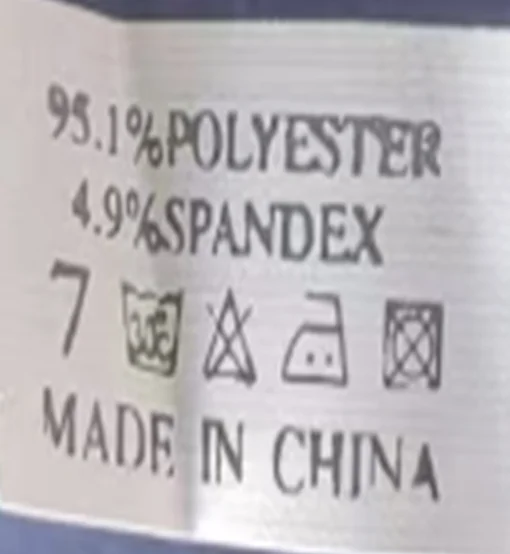 95.1%POLYESTER
4.9%SPANDEX
7
MADE IN CHINA